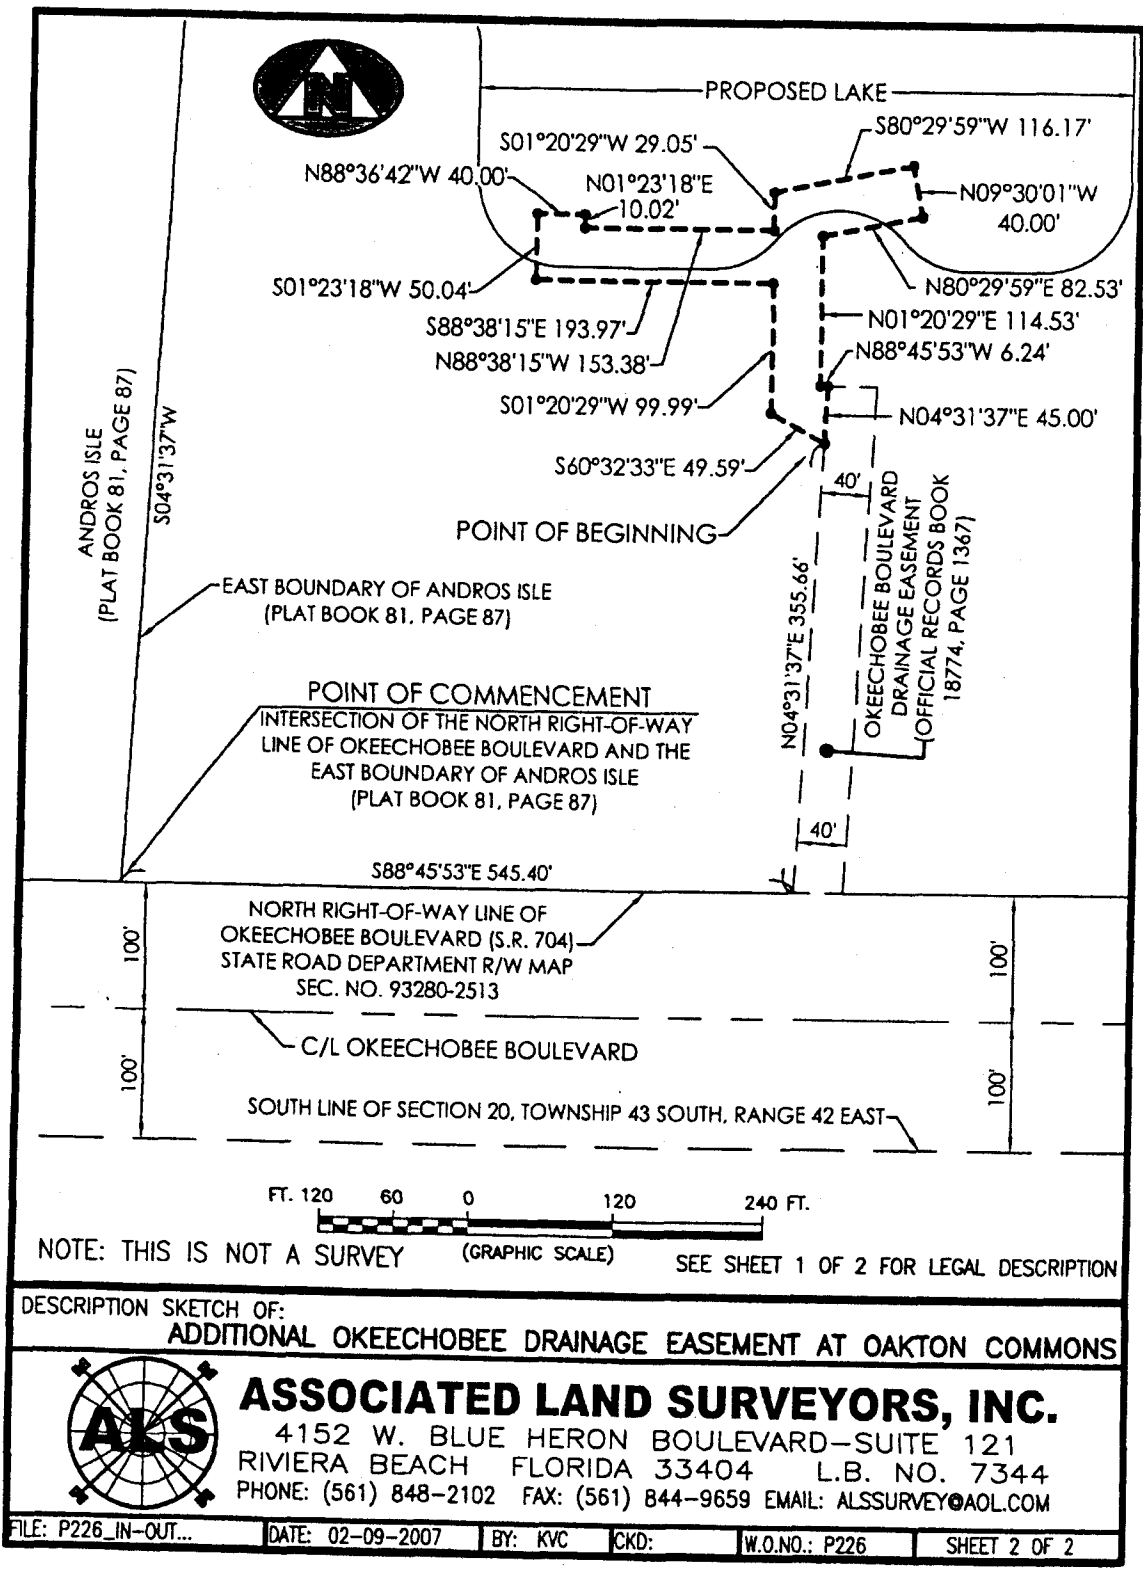 N
PROPOSED LAKE
S80°29'59"W 116.17'
S01°20'29"W 29.05'
N88°36'42"W 40.00'
N01°23'18"E
10.02'
N09°30'01"W
40.00'
S01°23'18"W 50.04'
N80°29'59"E 82.53'
S88°38'15"E 193.97'
N01°20'29"E 114.53'
N88°38'15"W 153.38'
N88°45'53"W 6.24'
S01°20'29"W 99.99'
N04°31'37"E 45.00'
S60°32'33"E 49.59'
ANDROS ISLE
(PLAT BOOK 81, PAGE 87)
S04°31'37"W
40'
POINT OF BEGINNING
OKEECHOBEE BOULEVARD
DRAINAGE EASEMENT
(OFFICIAL RECORDS BOOK
18774, PAGE 1367)
N04°31'37"E 355.66'
EAST BOUNDARY OF ANDROS ISLE
(PLAT BOOK 81, PAGE 87)
POINT OF COMMENCEMENT
INTERSECTION OF THE NORTH RIGHT-OF-WAY
LINE OF OKEECHOBEE BOULEVARD AND THE
EAST BOUNDARY OF ANDROS ISLE
(PLAT BOOK 81, PAGE 87)
40'
S88°45'53"E 545.40'
NORTH RIGHT-OF-WAY LINE OF
OKEECHOBEE BOULEVARD (S.R. 704)
STATE ROAD DEPARTMENT R/W MAP
SEC. NO. 93280-2513
100'
100'
C/L OKEECHOBEE BOULEVARD
100'
100'
SOUTH LINE OF SECTION 20, TOWNSHIP 43 SOUTH, RANGE 42 EAST
FT. 120 60 0 120 240 FT.
(GRAPHIC SCALE)
NOTE: THIS IS NOT A SURVEY
SEE SHEET 1 OF 2 FOR LEGAL DESCRIPTION
DESCRIPTION SKETCH OF:
ADDITIONAL OKEECHOBEE DRAINAGE EASEMENT AT OAKTON COMMONS
ALS
ASSOCIATED LAND SURVEYORS, INC.
4152 W. BLUE HERON BOULEVARD-SUITE 121
RIVIERA BEACH FLORIDA 33404 L.B. NO. 7344
PHONE: (561) 848-2102 FAX: (561) 844-9659 EMAIL: ALSSURVEY@AOL.COM
FILE: P226_IN-OUT... DATE: 02-09-2007 BY: KVC CKD: W.O.NO.: P226 SHEET 2 OF 2